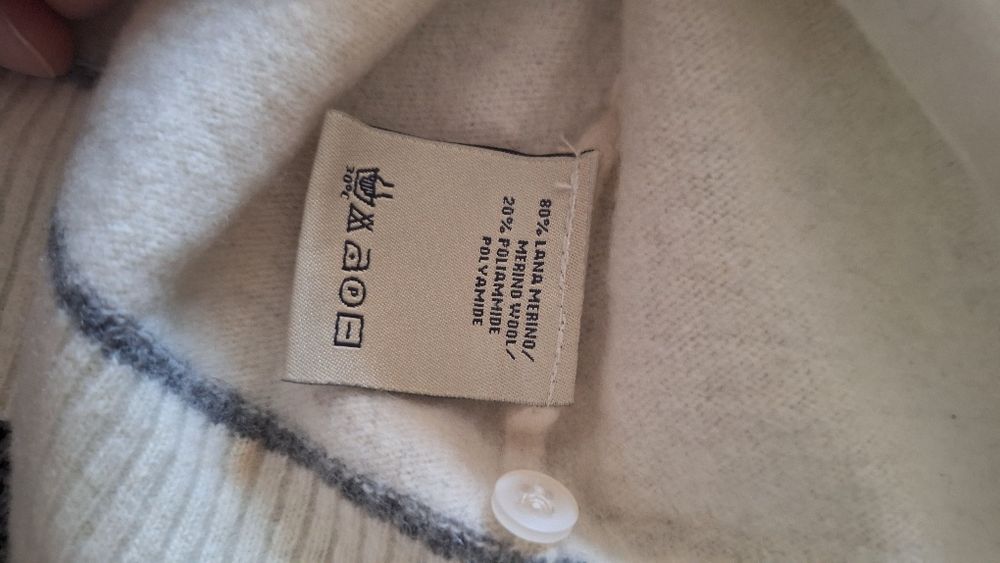 80% LANA MERINO/
MERINO WOOL/
20% POLIAMMIDE/
POLYAMIDE
30°C
P